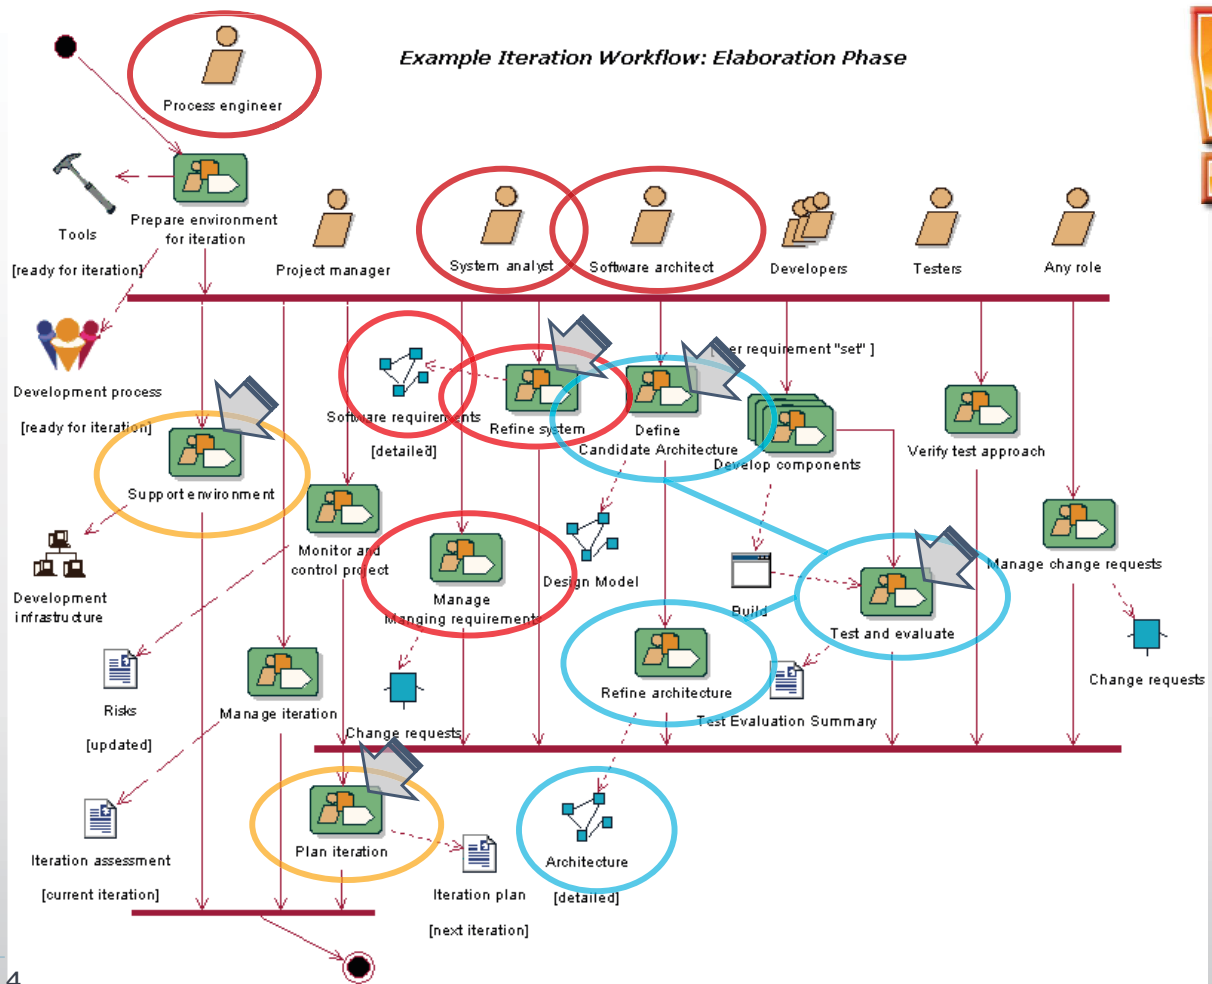 Example Iteration Workflow: Elaboration Phase
Process engineer
Tools
[ready for iteration]
Prepare environment
for iteration
Project manager
System analyst
Software architect
Developers
Testers
Any role
Development process
[ready for iteration]
Software requirements
[detailed]
Refine system
Define
Candidate Architecture
requirement "set" ]
Develop components
Verify test approach
Support environment
Monitor and
control project
Manage
Manging requirements
Design Model
Build
Test and evaluate
Manage change requests
Development
infrastructure
Risks
[updated]
Manage iteration
Change requests
Refine architecture
Test Evaluation Summary
Change requests
Iteration assessment
[current iteration]
Plan iteration
Iteration plan
[next iteration]
Architecture
[detailed]
4